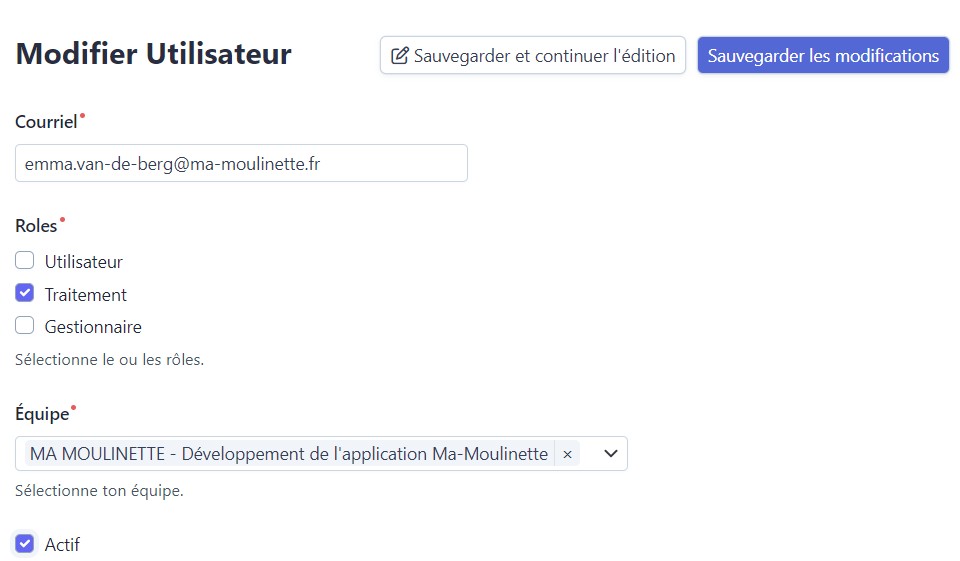 Modifier Utilisateur
Sauvegarder et continuer l'édition
Sauvegarder les modifications
Courriel
emma.van-de-berg@ma-moulinette.fr
Roles
Utilisateur
Traitement
Gestionnaire
Sélectionne le ou les rôles.
Équipe
MA MOULINETTE - Développement de l'application Ma-Moulinette ×
Sélectionne ton équipe.
Actif